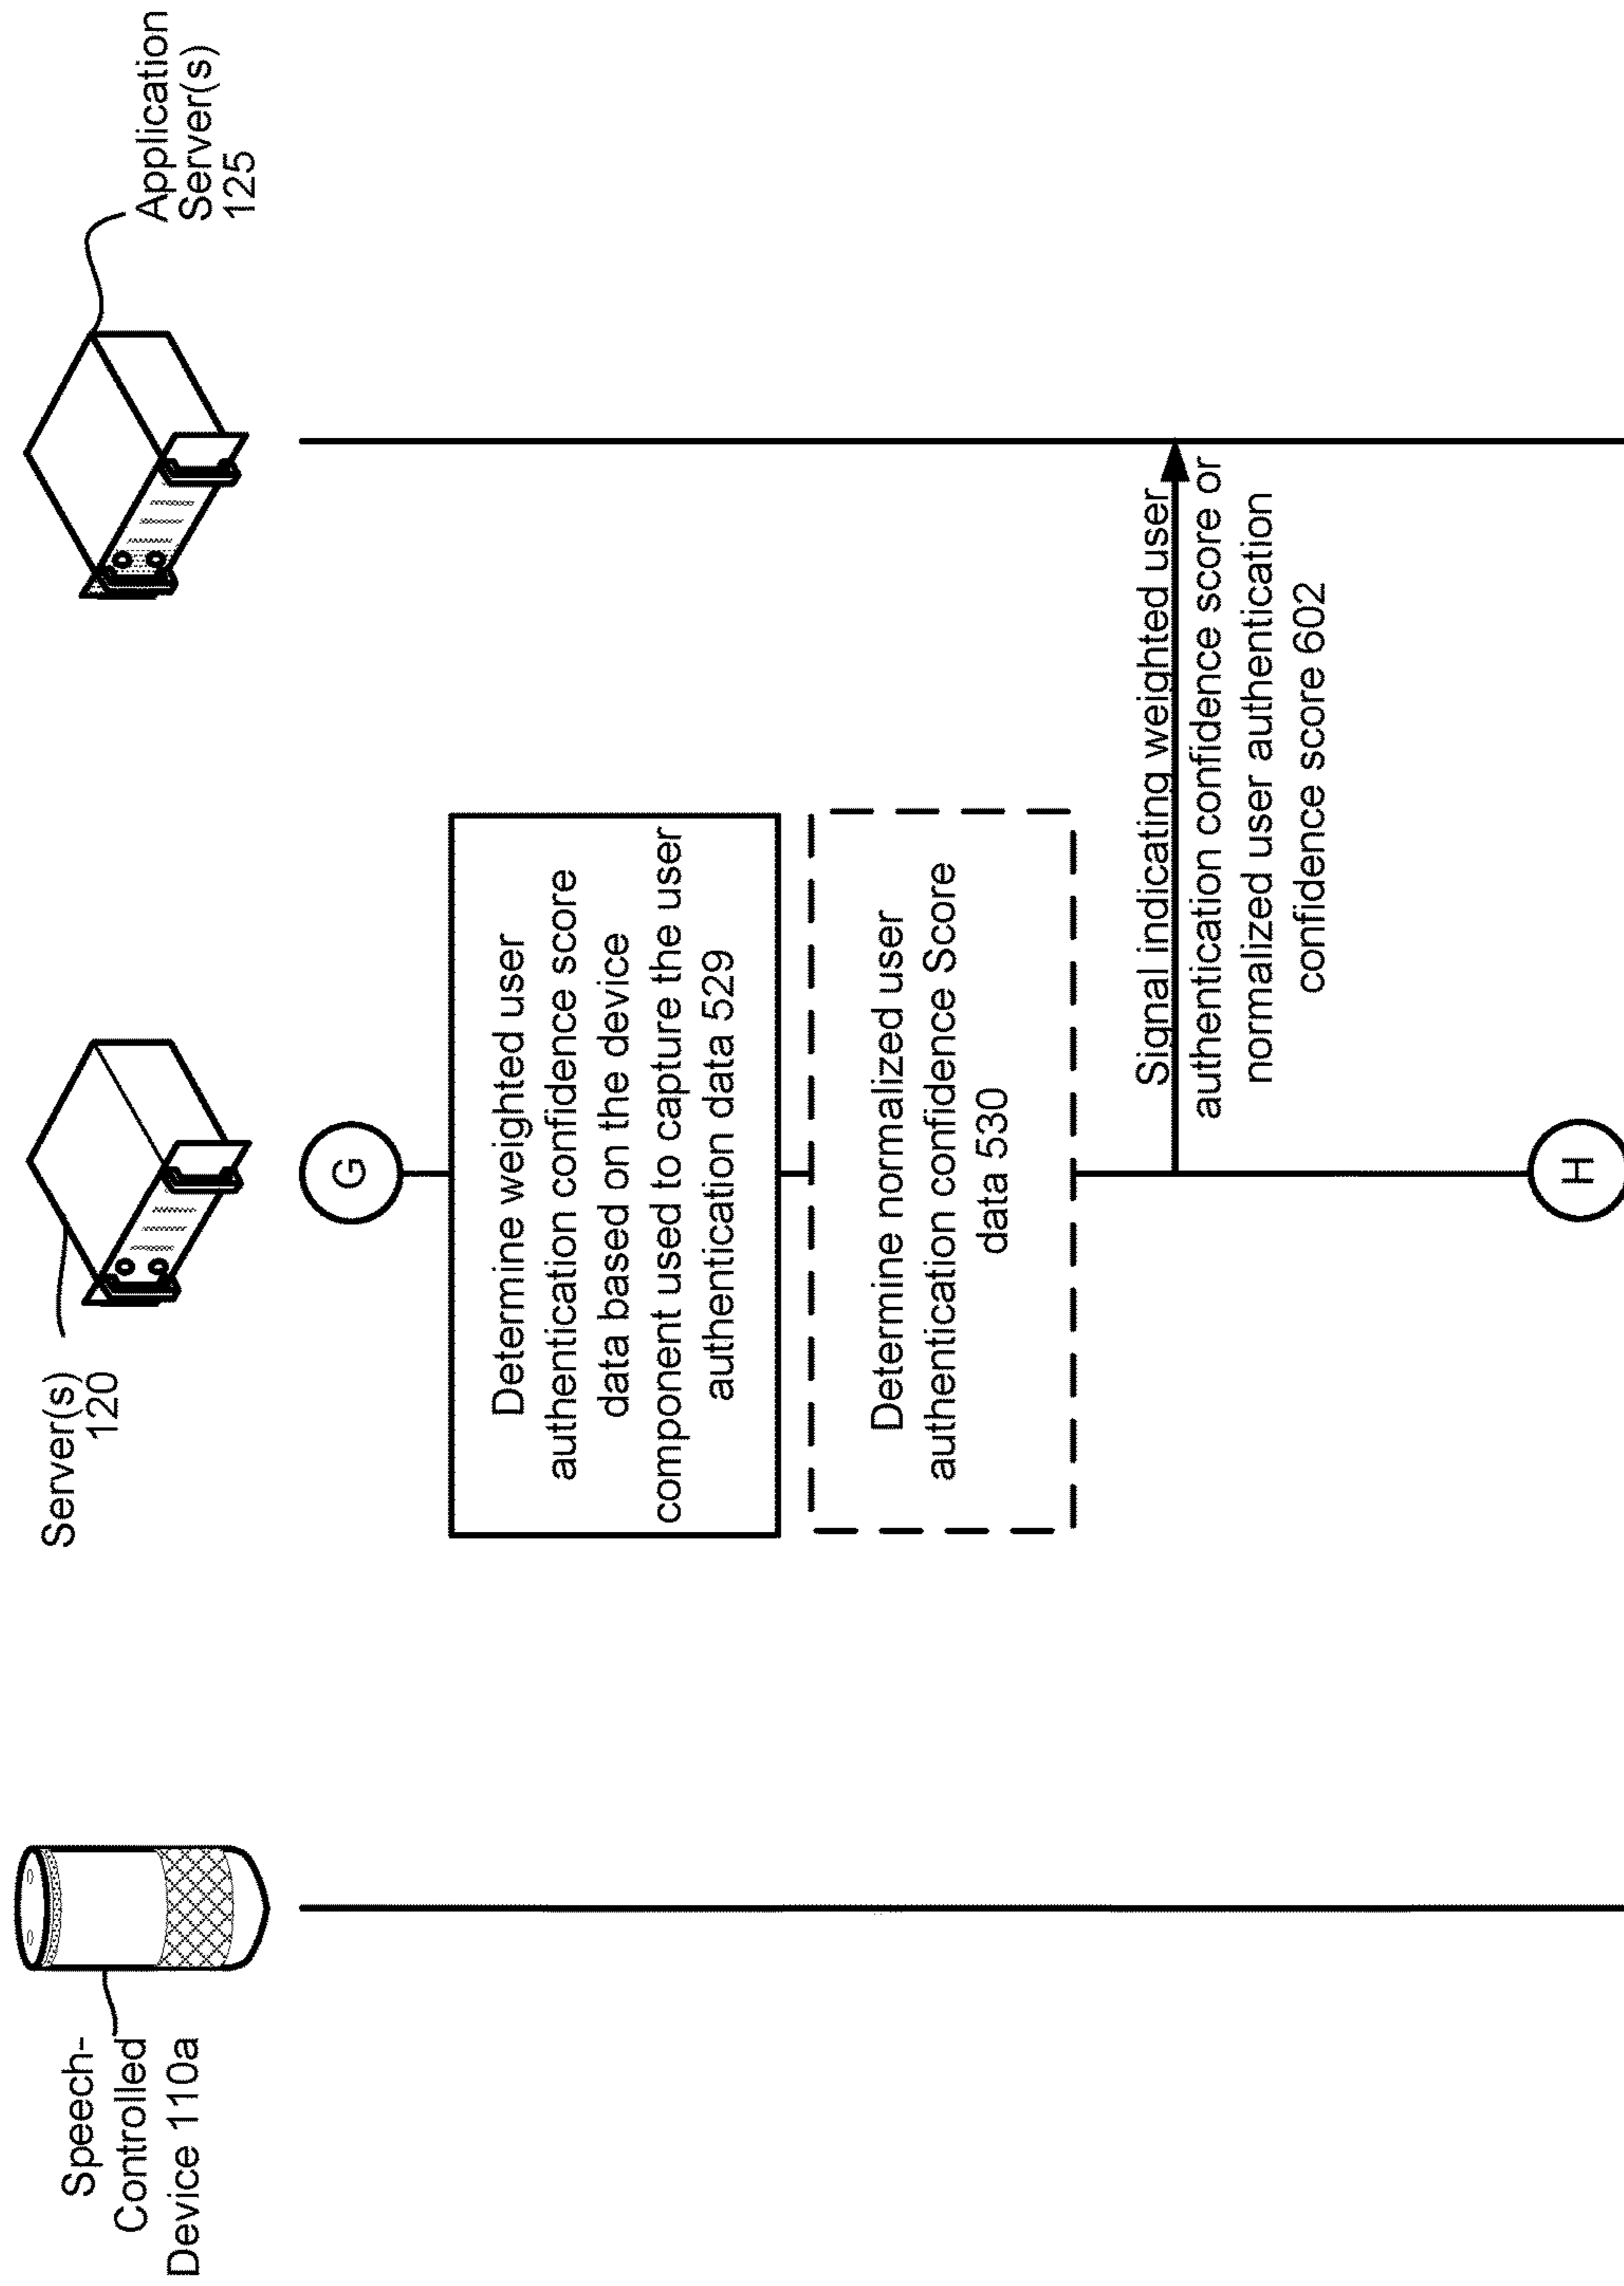 Speech-
Controlled
Device 110a
Server(s)
120
Application
Server(s)
125
G
Determine weighted user
authentication confidence score
data based on the device
component used to capture the user
authentication data 529
Determine normalized user
authentication confidence Score
data 530
Signal indicating weighted user
authentication confidence score or
normalized user authentication
confidence score 602
H